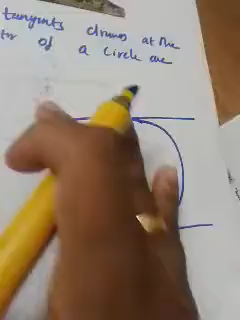 tangents drawn at the
of a circle are